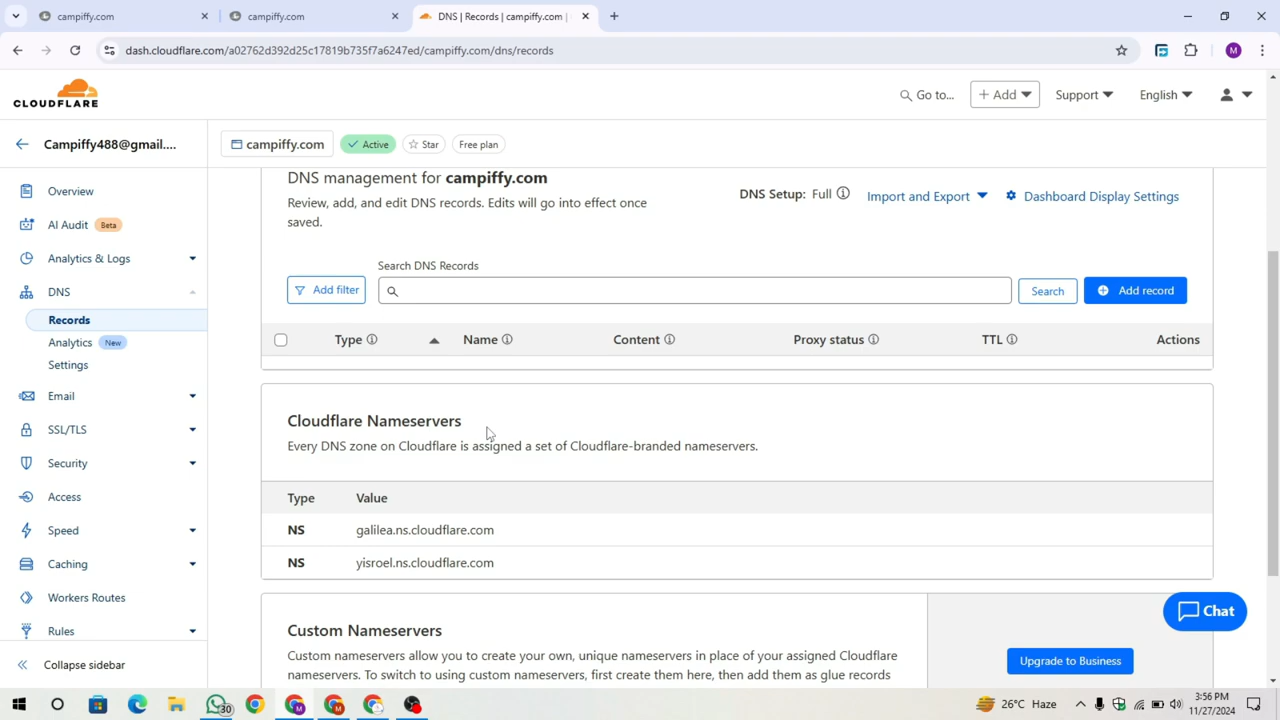 campiffy.com
campiffy.com
DNS | Records | campiffy.com |
dash.cloudflare.com/a02762d392d25c17819b735f7a6247ed/campiffy.com/dns/records
M
CLOUDFLARE
Go to...
+ Add
Support
English
Campiffy488@gmail....
campiffy.com
Active
Star
Free plan
Overview
AI Audit Beta
Analytics & Logs
DNS
Records
Analytics New
Settings
Email
SSL/TLS
Security
Access
Speed
Caching
Workers Routes
Rules
Collapse sidebar
DNS management for campiffy.com
Review, add, and edit DNS records. Edits will go into effect once
saved.
DNS Setup: Full
Import and Export
Dashboard Display Settings
Search DNS Records
Add filter
Search
Add record
Type Name Content Proxy status TTL Actions
Cloudflare Nameservers
Every DNS zone on Cloudflare is assigned a set of Cloudflare-branded nameservers.
Type Value
NS galilea.ns.cloudflare.com
NS yisroel.ns.cloudflare.com
Custom Nameservers
Custom nameservers allow you to create your own, unique nameservers in place of your assigned Cloudflare
nameservers. To switch to using custom nameservers, first create them here, then add them as glue records
Upgrade to Business
Chat
30
26°C Haze
3:56 PM
11/27/2024